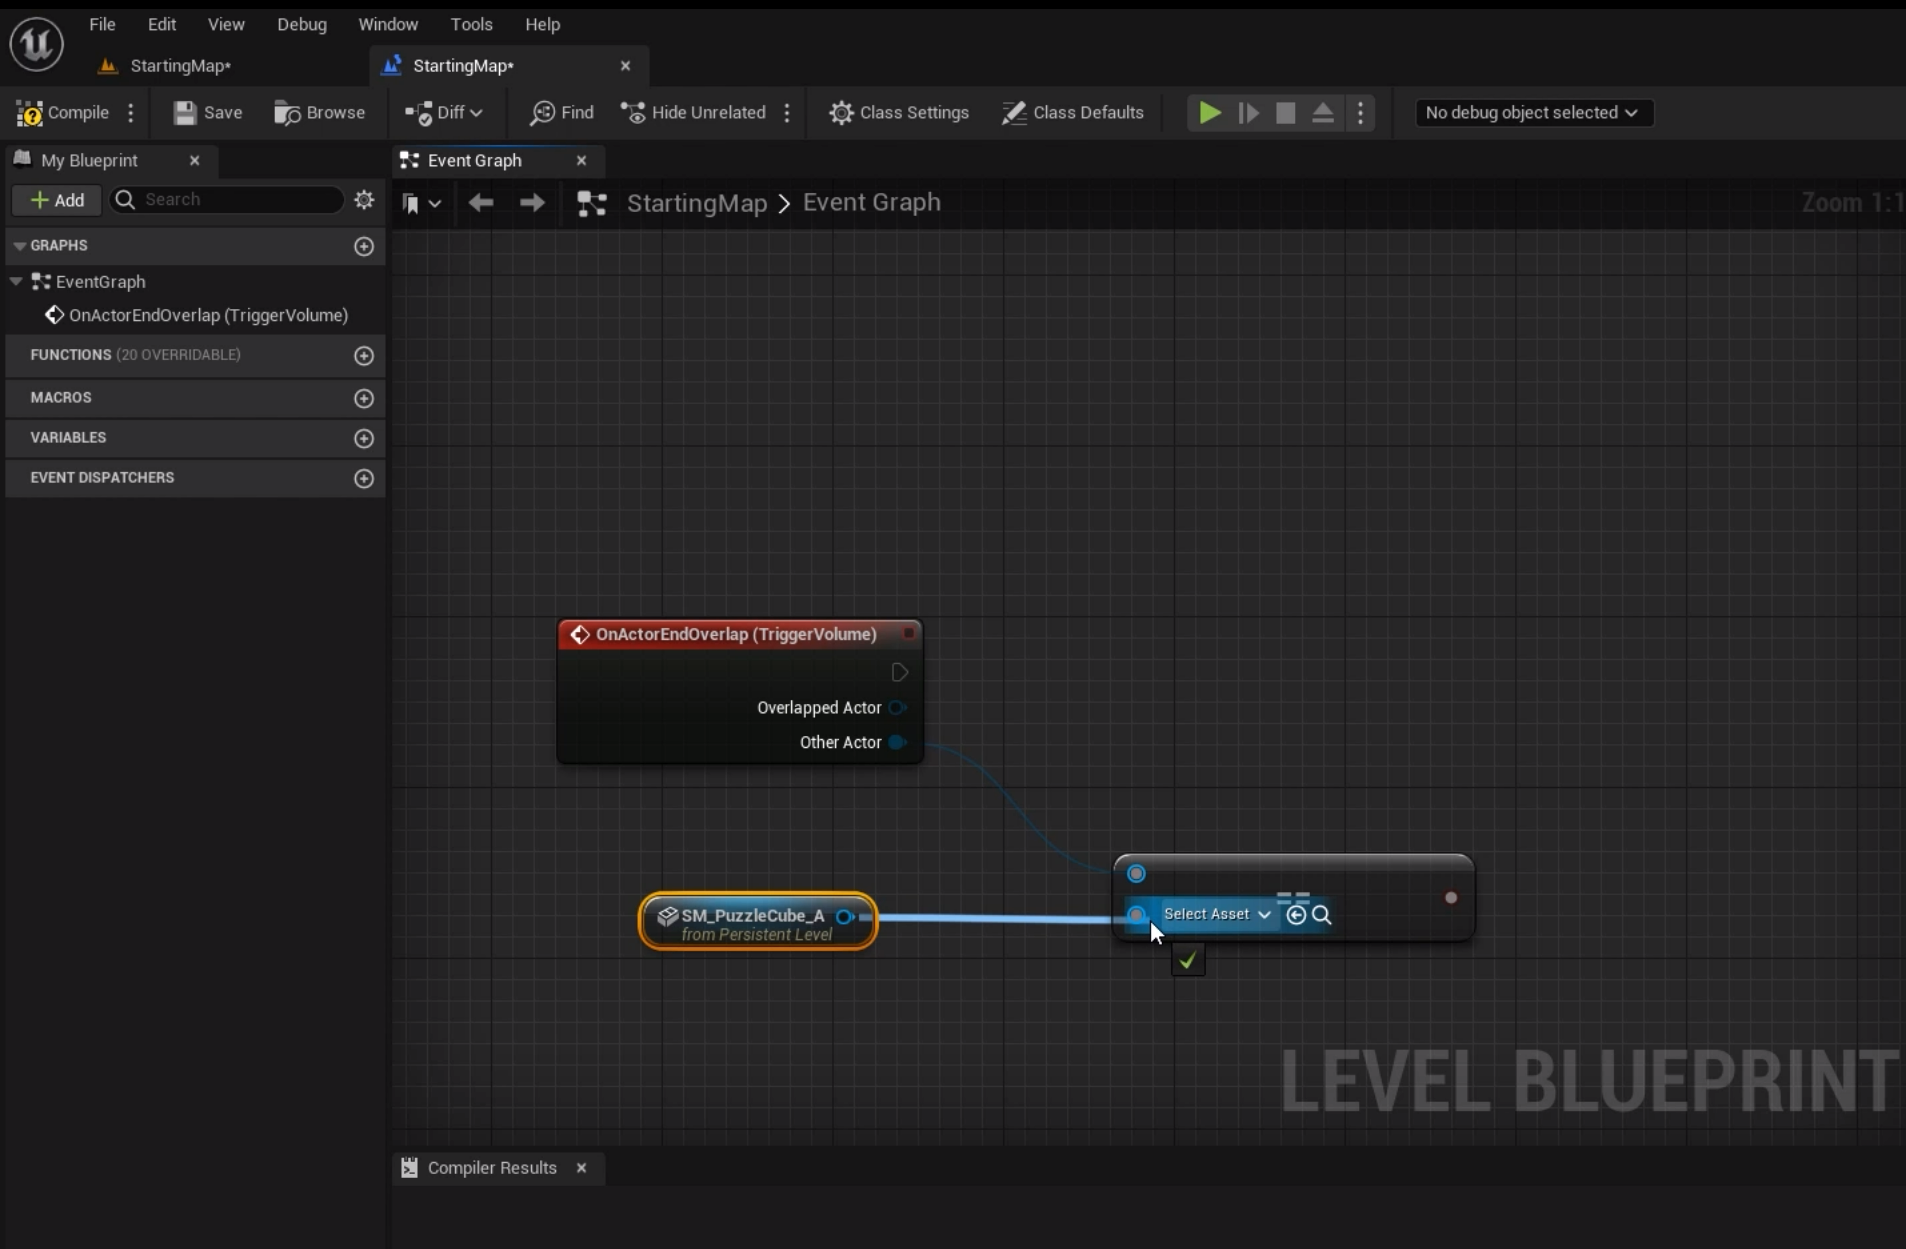 File Edit View Debug Window Tools Help
StartingMap* StartingMap*
Compile Save Browse Diff Find Hide Unrelated Class Settings Class Defaults No debug object selected
My Blueprint Event Graph
Add Search StartingMap > Event Graph Zoom 1:1
GRAPHS
EventGraph
OnActorEndOverlap (TriggerVolume)
FUNCTIONS (20 OVERRIDABLE)
MACROS
VARIABLES
EVENT DISPATCHERS
OnActorEndOverlap (TriggerVolume)
Overlapped Actor
Other Actor
SM_PuzzleCube_A
from Persistent Level
==
Select Asset
LEVEL BLUEPRINT
Compiler Results